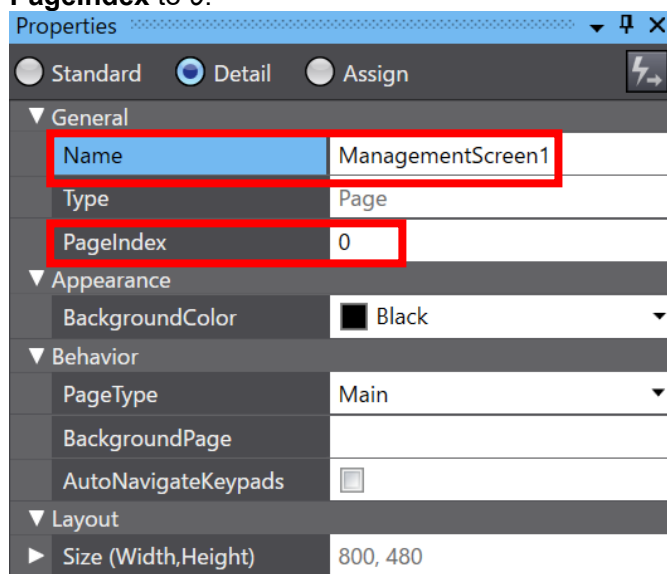 PageIndex to 0.
Properties
Standard Detail Assign
General
Name ManagementScreen1
Type Page
PageIndex 0
Appearance
BackgroundColor Black
Behavior
PageType Main
BackgroundPage
AutoNavigateKeypads
Layout
Size (Width,Height) 800, 480